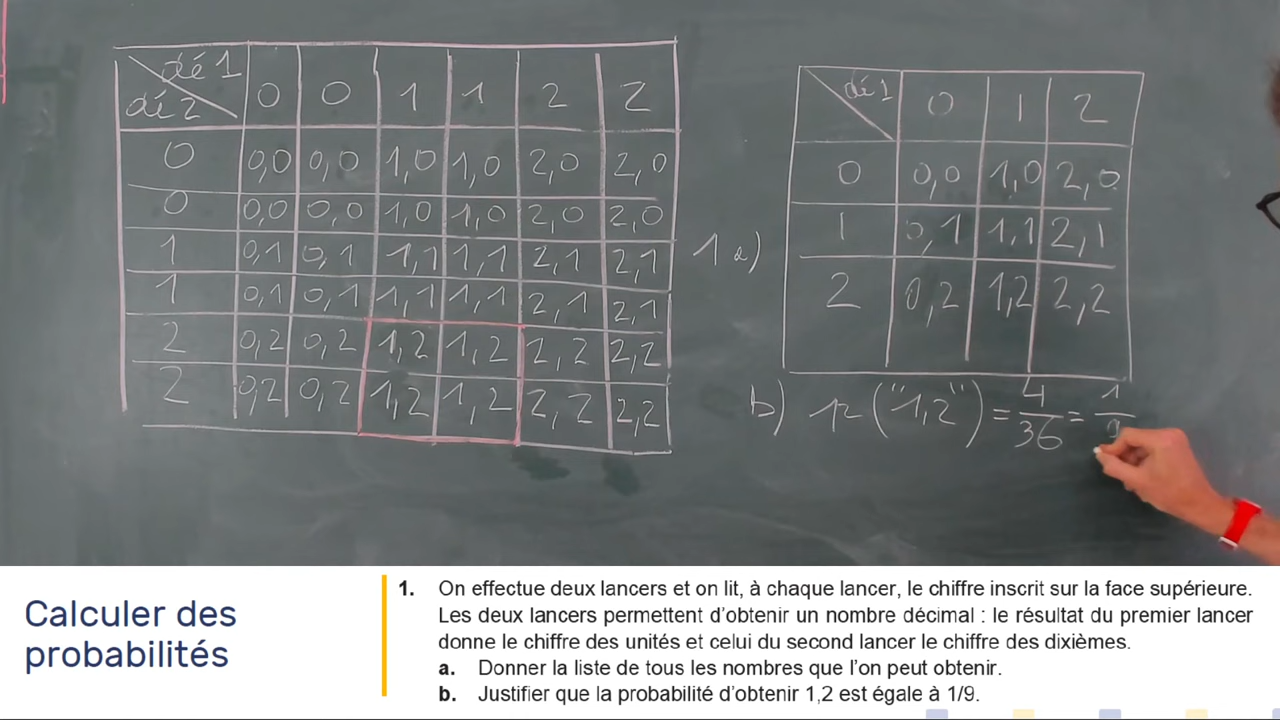 dé 1
dé 2 0 0 1 1 2 2
0 0,0 0,0 1,0 1,0 2,0 2,0
0 0,0 0,0 1,0 1,0 2,0 2,0
1 0,1 0,1 1,1 1,1 2,1 2,1
1 0,1 0,1 1,1 1,1 2,1 2,1
2 0,2 0,2 1,2 1,2 2,2 2,2
2 0,2 0,2 1,2 1,2 2,2 2,2
1 a)
dé 1 0 1 2
0 0,0 1,0 2,0
1 0,1 1,1 2,1
2 0,2 1,2 2,2
b) p("1,2") = 4/36 = 1/9
Calculer des
probabilités
1. On effectue deux lancers et on lit, à chaque lancer, le chiffre inscrit sur la face supérieure.
Les deux lancers permettent d'obtenir un nombre décimal : le résultat du premier lancer
donne le chiffre des unités et celui du second lancer le chiffre des dixièmes.
a. Donner la liste de tous les nombres que l'on peut obtenir.
b. Justifier que la probabilité d'obtenir 1,2 est égale à 1/9.